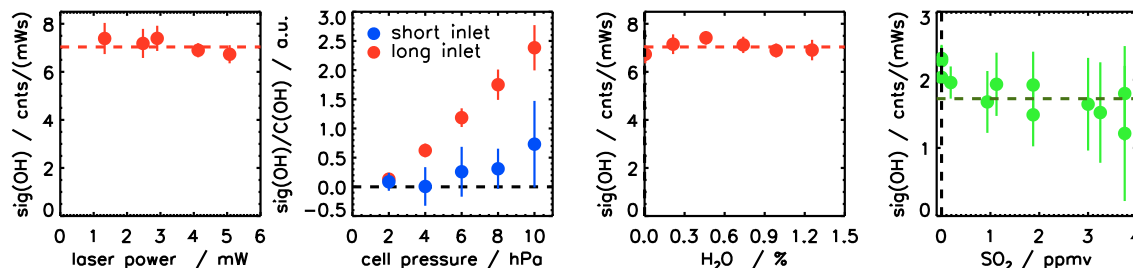 sig(OH) / cnts/(mWs)
8
6
4
2
0
0 1 2 3 4 5 6
laser power / mW
sig(OH)/C(OH) / a.u.
3.0
2.5
2.0
1.5
1.0
0.5
0.0
−0.5
short inlet
long inlet
0 2 4 6 8 10
cell pressure / hPa
sig(OH) / cnts/(mWs)
8
6
4
2
0
0.0 0.3 0.6 0.9 1.2 1.5
H₂O / %
sig(OH) / cnts/(mWs)
3
2
1
0
0 1 2 3 4
SO₂ / ppmv